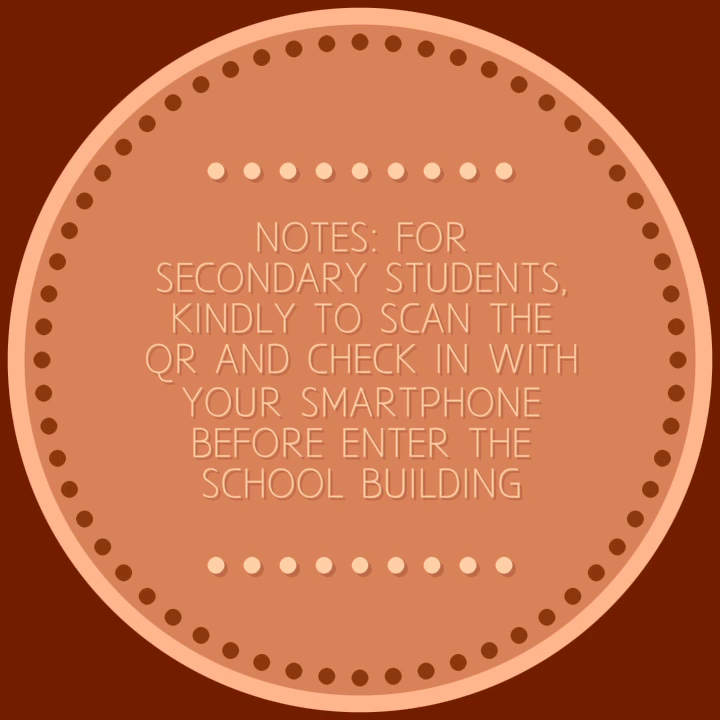 NOTES: FOR
SECONDARY STUDENTS,
KINDLY TO SCAN THE
QR AND CHECK IN WITH
YOUR SMARTPHONE
BEFORE ENTER THE
SCHOOL BUILDING